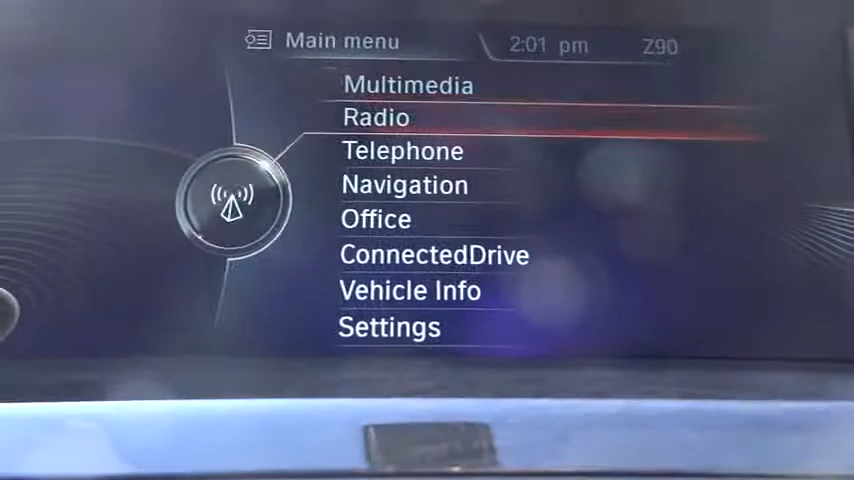 Main menu 2:01 pm Z90
Multimedia
Radio
Telephone
Navigation
Office
ConnectedDrive
Vehicle Info
Settings